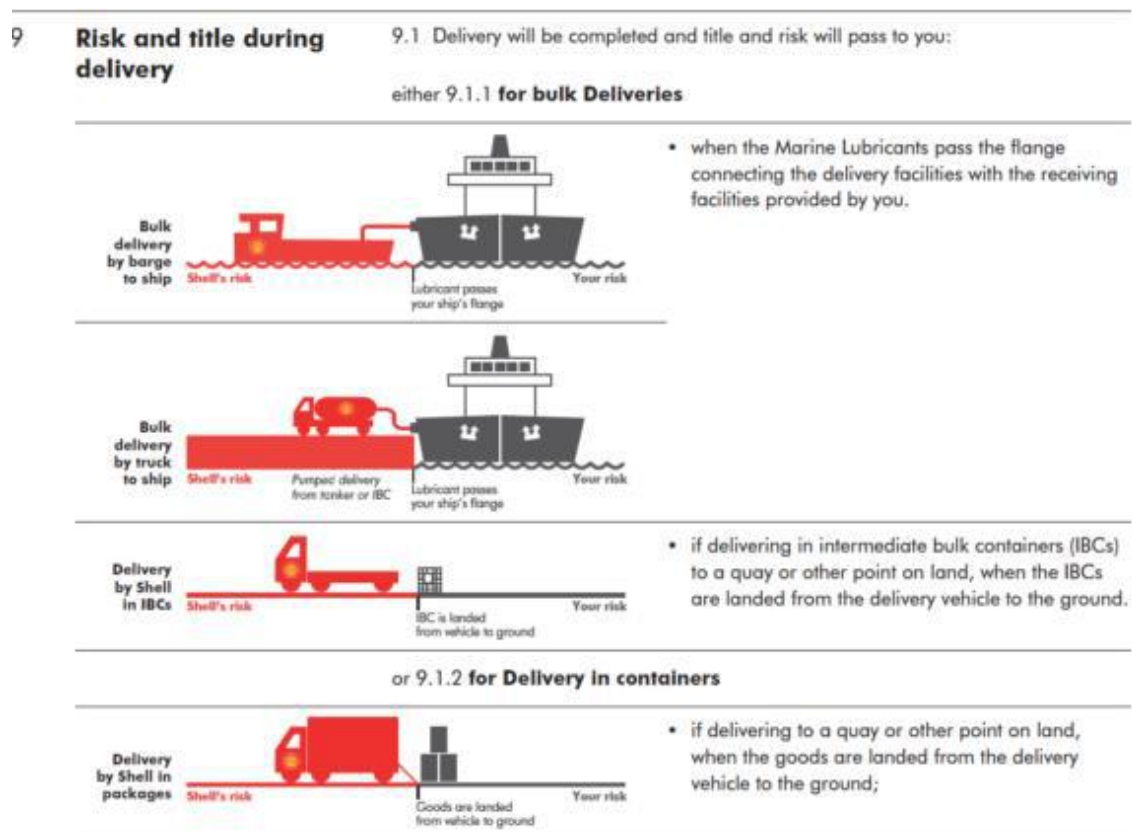 9
Risk and title during
delivery
9.1 Delivery will be completed and title and risk will pass to you:
either 9.1.1 for bulk Deliveries
Bulk
delivery
by barge
to ship
Shell's risk
Lubricant passes
your ship's flange
Your risk
• when the Marine Lubricants pass the flange
connecting the delivery facilities with the receiving
facilities provided by you.
Bulk
delivery
by truck
to ship
Shell's risk
Pumped delivery
from tanker or IBC
Lubricant passes
your ship's flange
Your risk
Delivery
by Shell
in IBCs
Shell's risk
IBC is landed
from vehicle to ground
Your risk
• if delivering in intermediate bulk containers (IBCs)
to a quay or other point on land, when the IBCs
are landed from the delivery vehicle to the ground.
or 9.1.2 for Delivery in containers
Delivery
by Shell in
packages
Shell's risk
Goods are landed
from vehicle to ground
Your risk
• if delivering to a quay or other point on land,
when the goods are landed from the delivery
vehicle to the ground;